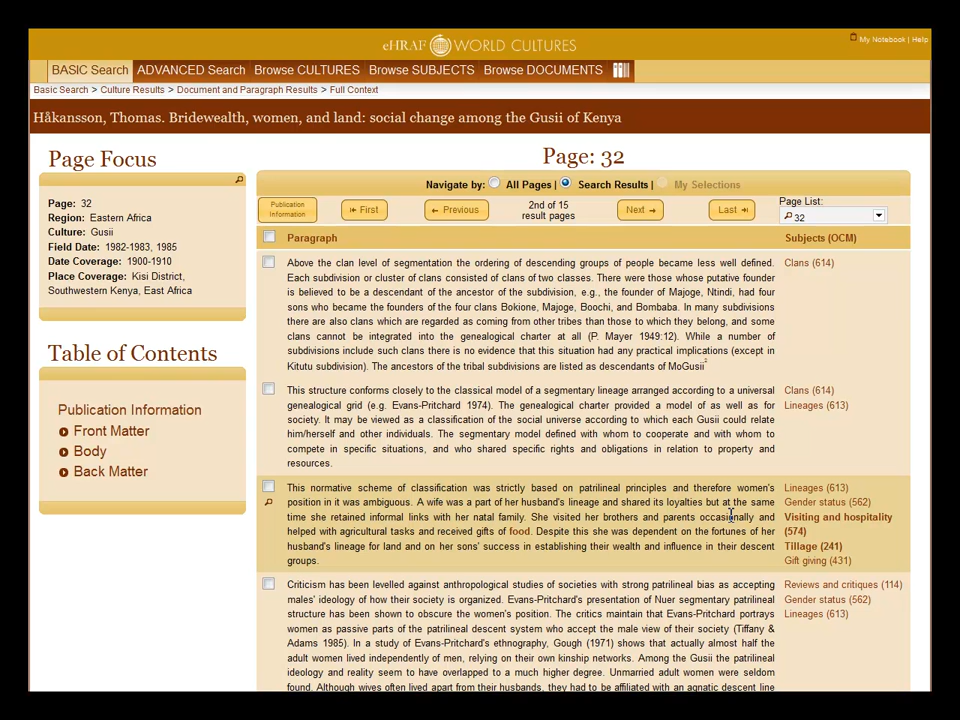 eHRAF WORLD CULTURES
My Notebook | Help
BASIC Search ADVANCED Search Browse CULTURES Browse SUBJECTS Browse DOCUMENTS
Basic Search > Culture Results > Document and Paragraph Results > Full Context
Håkansson, Thomas. Bridewealth, women, and land: social change among the Gusii of Kenya
Page Focus
Page: 32
Region: Eastern Africa
Culture: Gusii
Field Date: 1982-1983, 1985
Date Coverage: 1900-1910
Place Coverage: Kisi District,
Southwestern Kenya, East Africa
Table of Contents
Publication Information
Front Matter
Body
Back Matter
Page: 32
Navigate by: All Pages | Search Results | My Selections
Publication
Information
First
Previous
2nd of 15
result pages
Next
Last
Page List:
32
Paragraph
Subjects (OCM)
Above the clan level of segmentation the ordering of descending groups of people became less well defined.
Each subdivision or cluster of clans consisted of clans of two classes. There were those whose putative founder
is believed to be a descendant of the ancestor of the subdivision, e.g., the founder of Majoge, Ntindi, had four
sons who became the founders of the four clans Bokione, Majoge, Boochi, and Bombaba. In many subdivisions
there are also clans which are regarded as coming from other tribes than those to which they belong, and some
clans cannot be integrated into the genealogical charter at all (P. Mayer 1949:12). While a number of
subdivisions include such clans there is no evidence that this situation had any practical implications (except in
Kitutu subdivision). The ancestors of the tribal subdivisions are listed as descendants of MoGusii
Clans (614)
This structure conforms closely to the classical model of a segmentary lineage arranged according to a universal
genealogical grid (e.g. Evans-Pritchard 1974). The genealogical charter provided a model of as well as for
society. It may be viewed as a classification of the social universe according to which each Gusii could relate
him/herself and other individuals. The segmentary model defined with whom to cooperate and with whom to
compete in specific situations, and who shared specific rights and obligations in relation to property and
resources.
Clans (614)
Lineages (613)
This normative scheme of classification was strictly based on patrilineal principles and therefore women's
position in it was ambiguous. A wife was a part of her husband's lineage and shared its loyalties but at the same
time she retained informal links with her natal family. She visited her brothers and parents occasionally and
helped with agricultural tasks and received gifts of food. Despite this she was dependent on the fortunes of her
husband's lineage for land and on her sons' success in establishing their wealth and influence in their descent
groups.
Lineages (613)
Gender status (562)
Visiting and hospitality
(574)
Tillage (241)
Gift giving (431)
Criticism has been levelled against anthropological studies of societies with strong patrilineal bias as accepting
males' ideology of how their society is organized. Evans-Pritchard's presentation of Nuer segmentary patrilineal
structure has been shown to obscure the women's position. The critics maintain that Evans-Pritchard portrays
women as passive parts of the patrilineal descent system who accept the male view of their society (Tiffany &
Adams 1985). In a study of Evans-Pritchard's ethnography, Gough (1971) shows that actually almost half the
adult women lived independently of men, relying on their own kinship networks. Among the Gusii the patrilineal
ideology and reality seem to have overlapped to a much higher degree. Unmarried adult women were seldom
found. Although wives often lived apart from their husbands, they had to be affiliated with an agnatic descent line
Reviews and critiques (114)
Gender status (562)
Lineages (613)